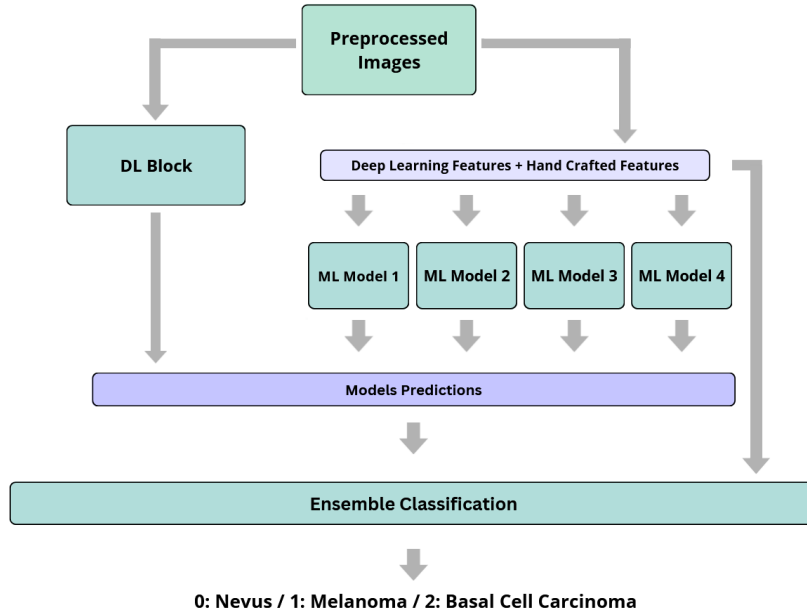 Preprocessed
Images
DL Block
Deep Learning Features + Hand Crafted Features
ML Model 1
ML Model 2
ML Model 3
ML Model 4
Models Predictions
Ensemble Classification
0: Nevus / 1: Melanoma / 2: Basal Cell Carcinoma